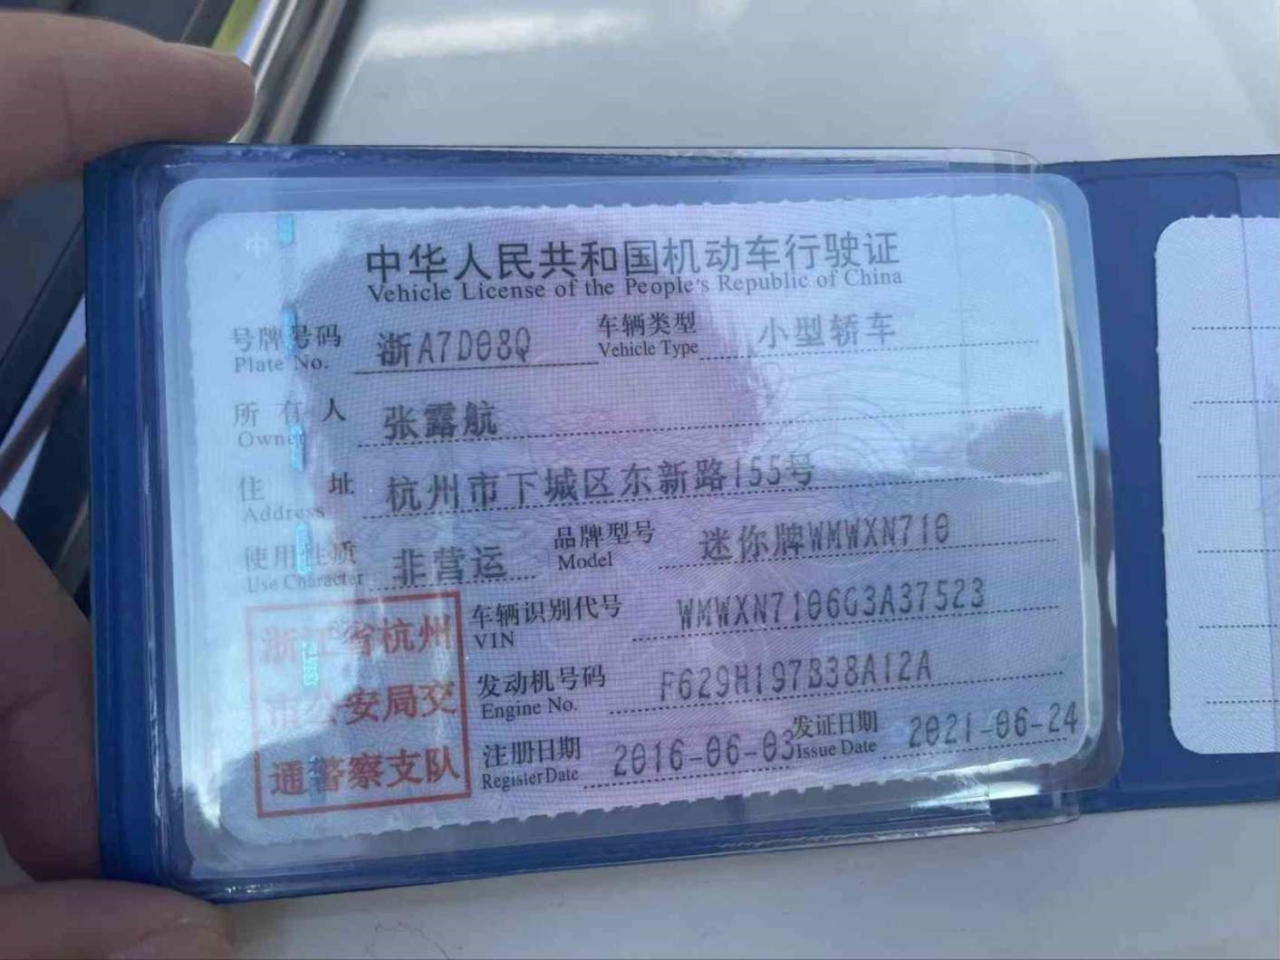 中华人民共和国机动车行驶证
Vehicle License of the People's Republic of China
号牌号码 浙A7D08Q 车辆类型 小型轿车
Plate No. Vehicle Type
所有人 张露航
Owner
住址 杭州市下城区东新路155号
Address
使用性质 非营运 品牌型号 迷你牌WMWXN710
Use Character Model
浙江省杭州
市公安局交
通警察支队
车辆识别代号 WMWXN7106G3A37523
VIN
发动机号码 F629H197B38A12A
Engine No.
注册日期 2016-06-03 发证日期 2021-06-24
Register Date Issue Date